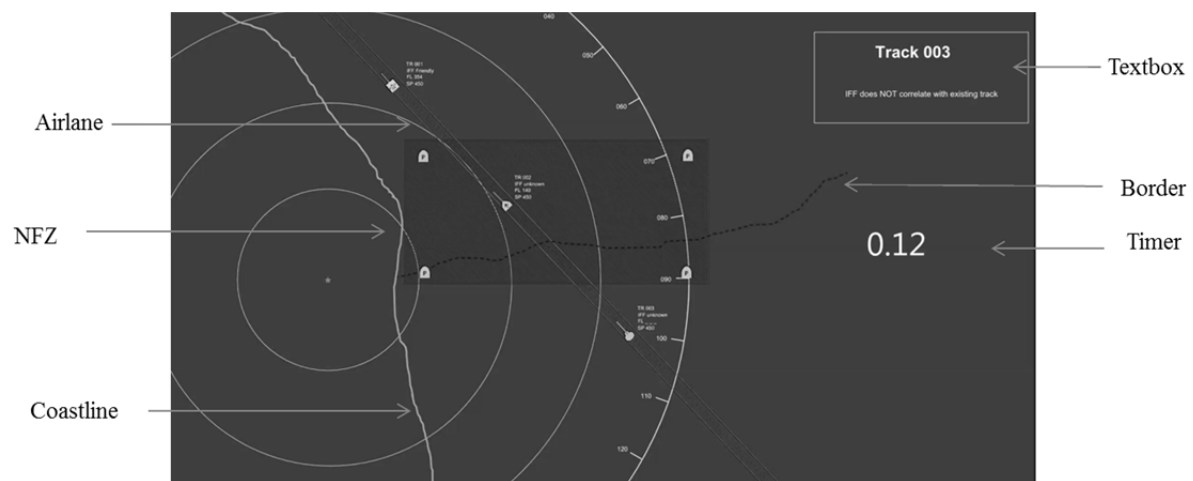 040
050
Track 003
IFF does NOT correlate with existing track
Textbox
TR 001
IFF Friendly
FL 354
SP 450
Airlane
060
P
P
070
TR 002
IFF unknown
FL 140
SP 450
Border
NFZ
080
0.12
Timer
P
P
090
TR 003
IFF unknown
FL _ _ _
SP 450
100
Coastline
110
120